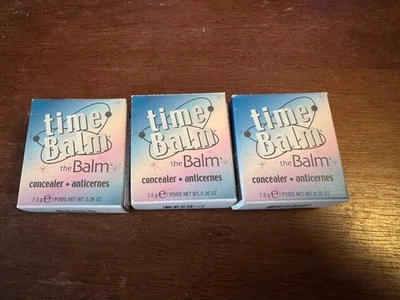 time
Balm
theBalm®
concealer • anticernes
7.5 g ℮ / POIDS NET WT. 0.26 OZ
time
Balm
theBalm®
concealer • anticernes
7.5 g ℮ / POIDS NET WT. 0.26 OZ
time
Balm
theBalm®
concealer • anticernes
7.5 g ℮ / POIDS NET WT. 0.26 OZ